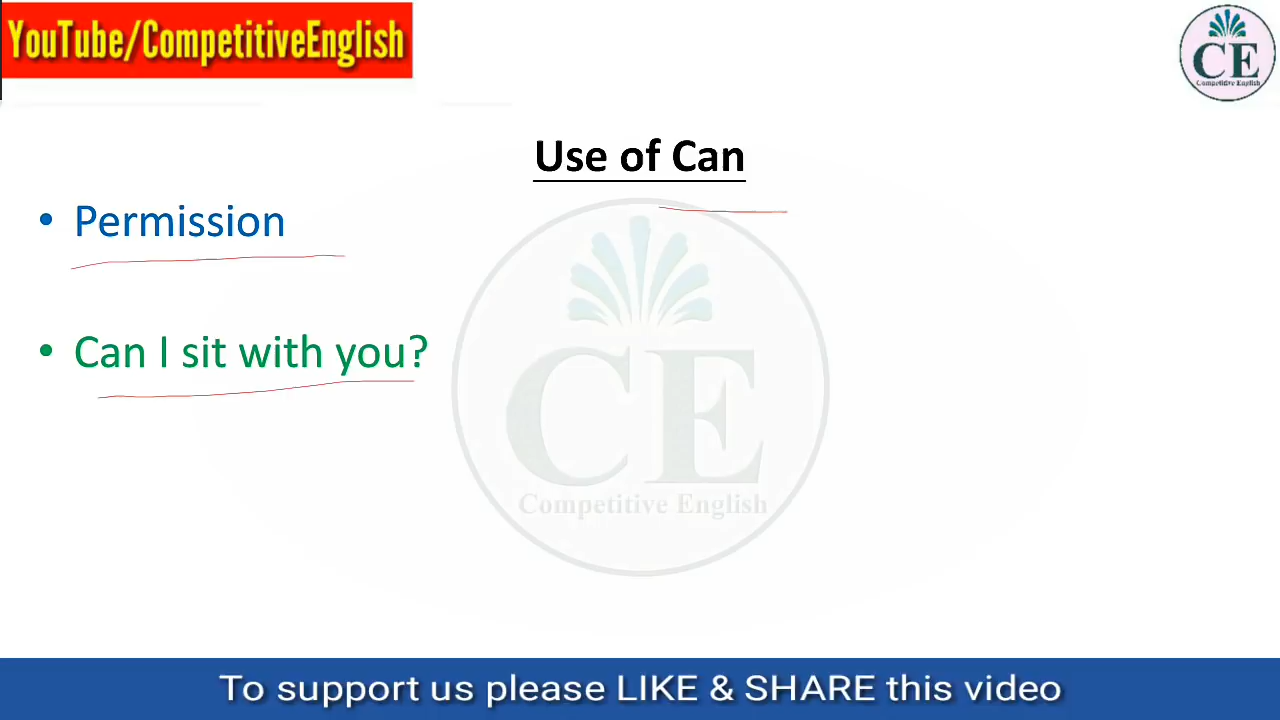 YouTube/CompetitiveEnglish
CE
Competitive English
Use of Can
• Permission
• Can I sit with you?
CE
Competitive English
To support us please LIKE & SHARE this video